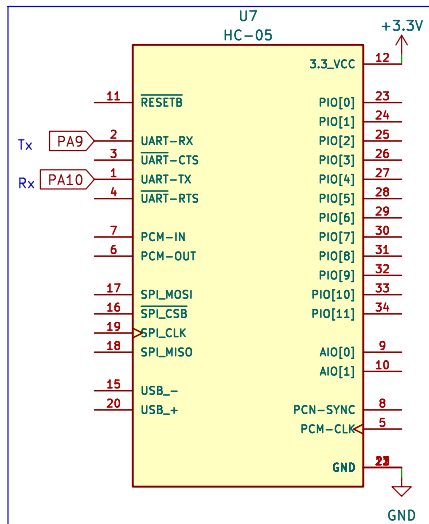 U7
HC-05
+3.3V
3.3_VCC 12
11 RESETB
PIO[0] 23
PIO[1] 24
Tx PA9 2 UART-RX
PIO[2] 25
3 UART-CTS
PIO[3] 26
Rx PA10 1 UART-TX
PIO[4] 27
4 UART-RTS
PIO[5] 28
PIO[6] 29
7 PCM-IN
PIO[7] 30
6 PCM-OUT
PIO[8] 31
PIO[9] 32
17 SPI_MOSI
PIO[10] 33
16 SPI_CSB
PIO[11] 34
19 SPI_CLK
18 SPI_MISO
AIO[0] 9
AIO[1] 10
15 USB_-
20 USB_+
PCN-SYNC 8
PCM-CLK 5
GND
GND